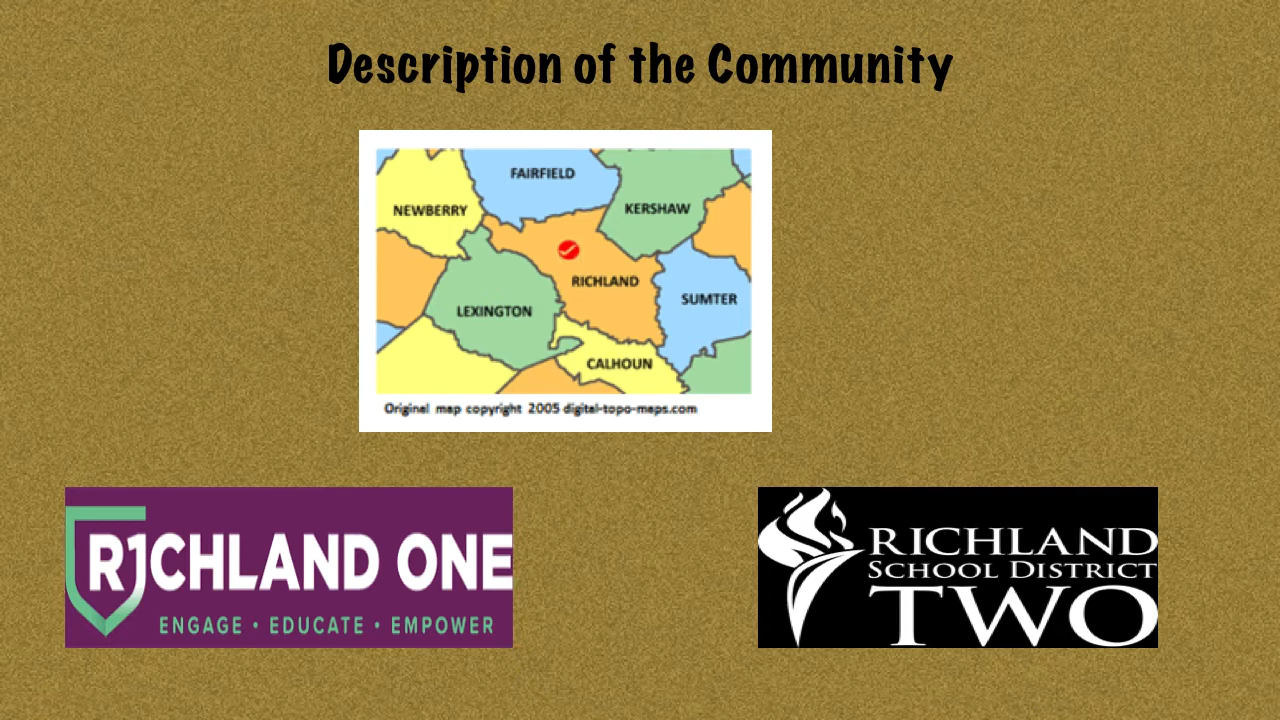 Description of the Community
FAIRFIELD
NEWBERRY
KERSHAW
RICHLAND
LEXINGTON
SUMTER
CALHOUN
Original map copyright 2005 digital-topo-maps.com
RICHLAND ONE
ENGAGE • EDUCATE • EMPOWER
RICHLAND
SCHOOL DISTRICT
TWO